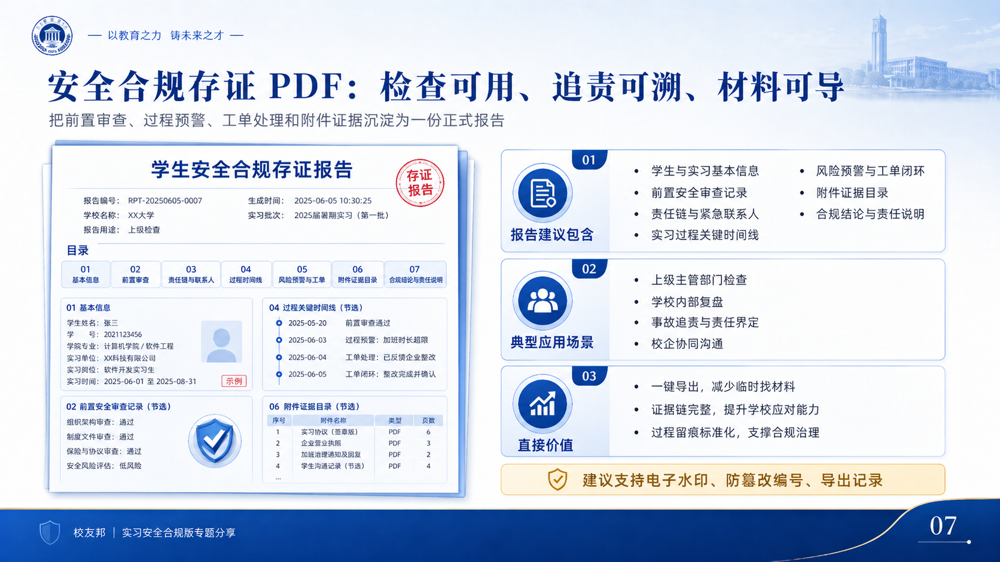 以教育之力 铸未来之才
安全合规存证 PDF：检查可用、追责可溯、材料可导
把前置审查、过程预警、工单处理和附件证据沉淀为一份正式报告
学生安全合规存证报告
存证
报告
报告编号： RPT-20250605-0007
生成时间： 2025-06-05 10:30:25
学校名称： XX大学
实习批次： 2025届暑期实习（第一批）
报告用途： 上级检查
目录
01
基本信息
02
前置审查
03
责任链与联系人
04
过程时间线
05
风险预警与工单
06
附件证据目录
07
合规结论与责任说明
01 基本信息
学生姓名：张三
学 号：2021123456
学院专业：计算机学院 / 软件工程
实习单位：XX科技有限公司
实习岗位：软件开发实习生
实习时间：2025-06-01 至 2025-08-31
示例
04 过程关键时间线（节选）
2025-05-20 前置审查通过
2025-06-03 过程预警：加班时长超限
2025-06-04 工单处理：已反馈企业整改
2025-06-05 工单闭环：整改完成并确认
02 前置安全审查记录（节选）
组织架构审查：通过
制度文件审查：通过
保险与协议审查：通过
安全风险评估：低风险
06 附件证据目录（节选）
序号 附件名称 类型 页数
1 实习协议（签章版） PDF 6
2 企业营业执照 PDF 3
3 加班治理通知及回复 PDF 2
4 学生沟通记录（节选） PDF 4
...
01
报告建议包含
• 学生与实习基本信息
• 前置安全审查记录
• 责任链与紧急联系人
• 实习过程关键时间线
• 风险预警与工单闭环
• 附件证据目录
• 合规结论与责任说明
02
典型应用场景
• 上级主管部门检查
• 学校内部复盘
• 事故追责与责任界定
• 校企协同沟通
03
直接价值
• 一键导出，减少临时找材料
• 证据链完整，提升学校应对能力
• 过程留痕标准化，支撑合规治理
建议支持电子水印、防篡改编号、导出记录
校友邦 | 实习安全合规版专题分享
07